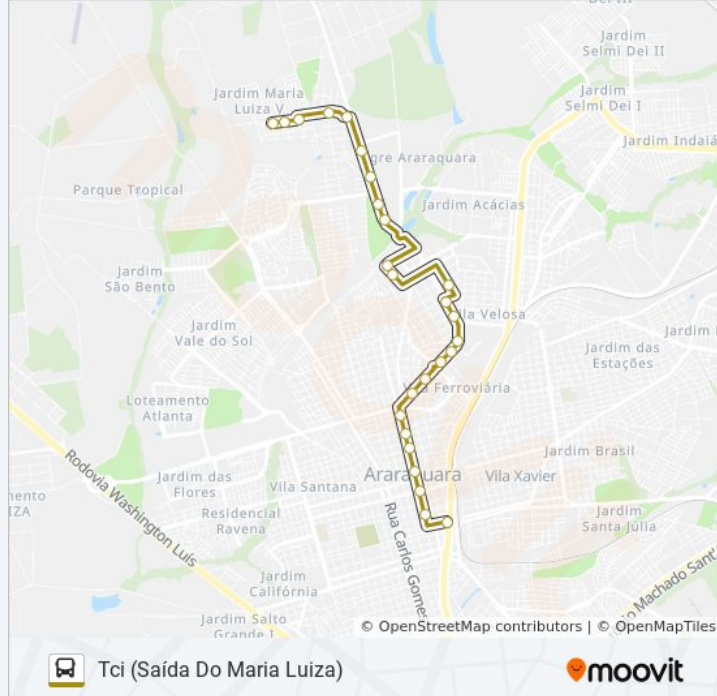 Jardim
Selmi Dei II
Jardim Maria
Luiza V
Jardim
Selmi Dei I
Jardim Indaiá
gre Araraquara
Parque Tropical
Jardim Acácias
Jardim
São Bento
Vila Velosa
Jardim
Vale do Sol
Jardim das
Estações
Vila Ferroviária
Loteamento
Atlanta
Jardim Brasil
Rodovia Washington Luís
Jardim das
Flores
Vila Santana
Araraquara
Vila Xavier
Residencial
Ravena
Rua Carlos Gomes
Jardim
Santa Júlia
Jardim
Califórnia
Machado Sant'
Jardim Salto
Grande I
© OpenStreetMap contributors | © OpenMapTiles
Tci (Saída Do Maria Luiza)
moovit